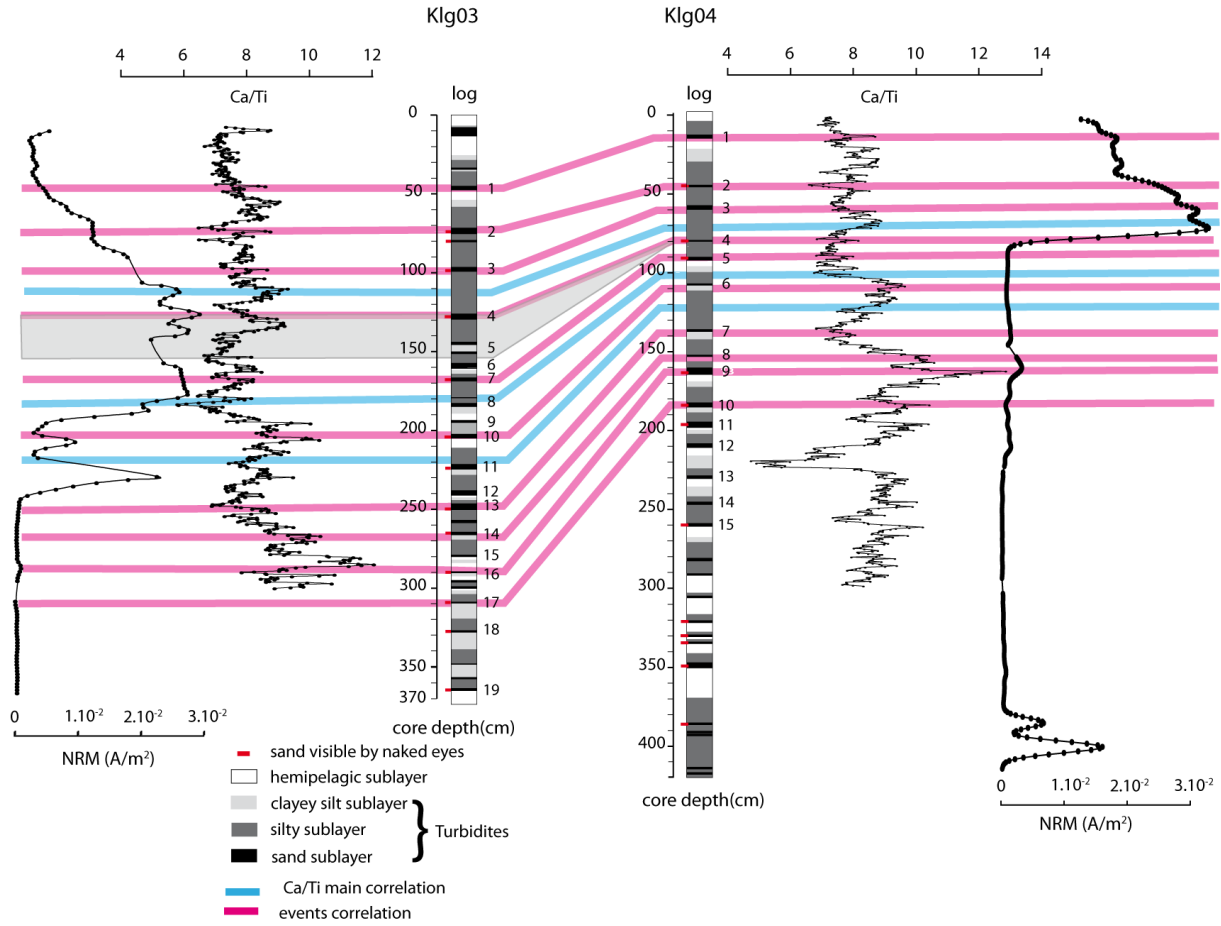 Klg03
Klg04
4 6 8 10 12
Ca/Ti
log
4 6 8 10 12 14
Ca/Ti
log
0
50
100
150
200
250
300
350
370
core depth(cm)
1
2
3
4
5
6
7
8
9
10
11
12
13
14
15
16
17
18
19
0
50
100
150
200
250
300
350
400
core depth(cm)
1
2
3
4
5
6
7
8
9
10
11
12
13
14
15
0 1.10-2 2.10-2 3.10-2
NRM (A/m²)
0 1.10-2 2.10-2 3.10-2
NRM (A/m²)
sand visible by naked eyes
hemipelagic sublayer
clayey silt sublayer
silty sublayer
sand sublayer
} Turbidites
Ca/Ti main correlation
events correlation